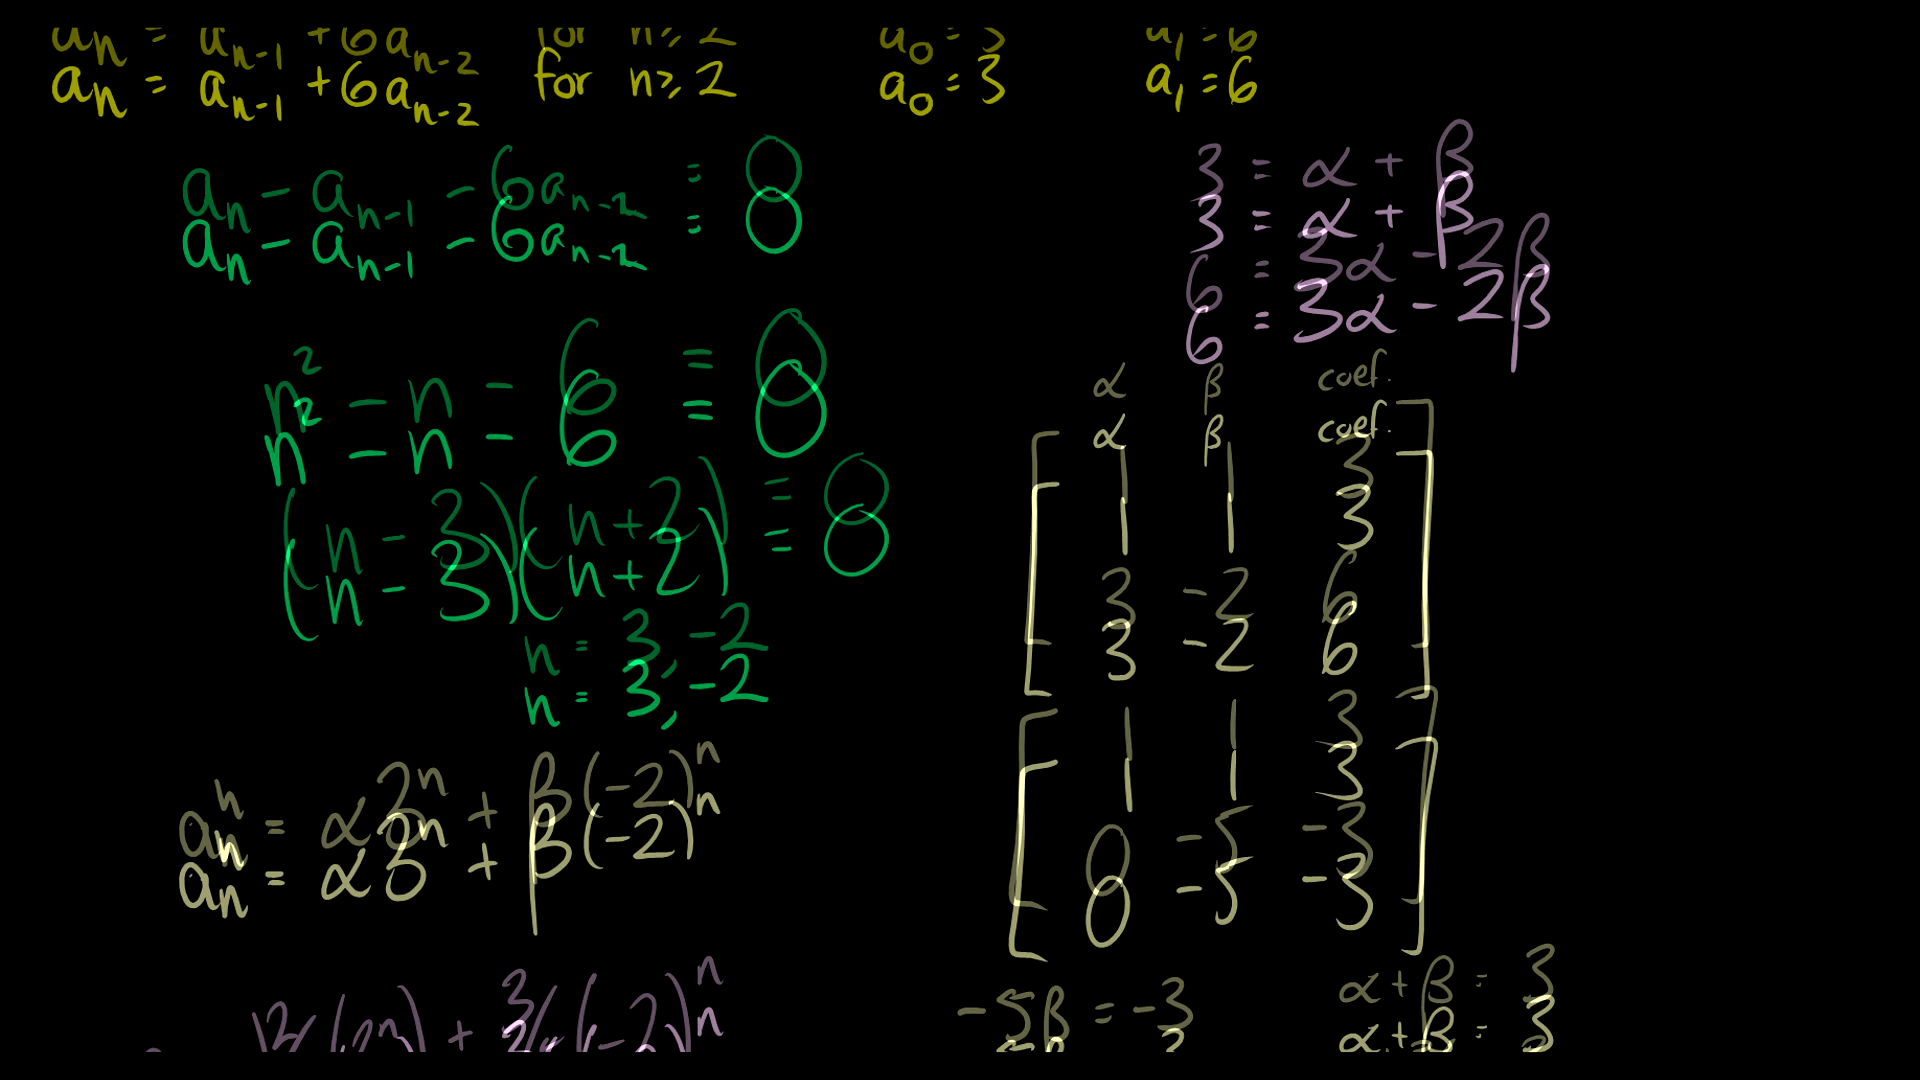 aₙ = aₙ₋₁ + 6aₙ₋₂ for n ≥ 2 a₀ = 3 a₁ = 6
aₙ - aₙ₋₁ - 6aₙ₋₂ = 0
n² - n - 6 = 0
(n - 3)(n + 2) = 0
n = 3, -2
aₙ = α3ⁿ + β(-2)ⁿ
3 = α + β
6 = 3α - 2β
α β coef.
1 1 3
3 -2 6
1 1 3
0 -5 -3
-5β = -3
α + β = 3